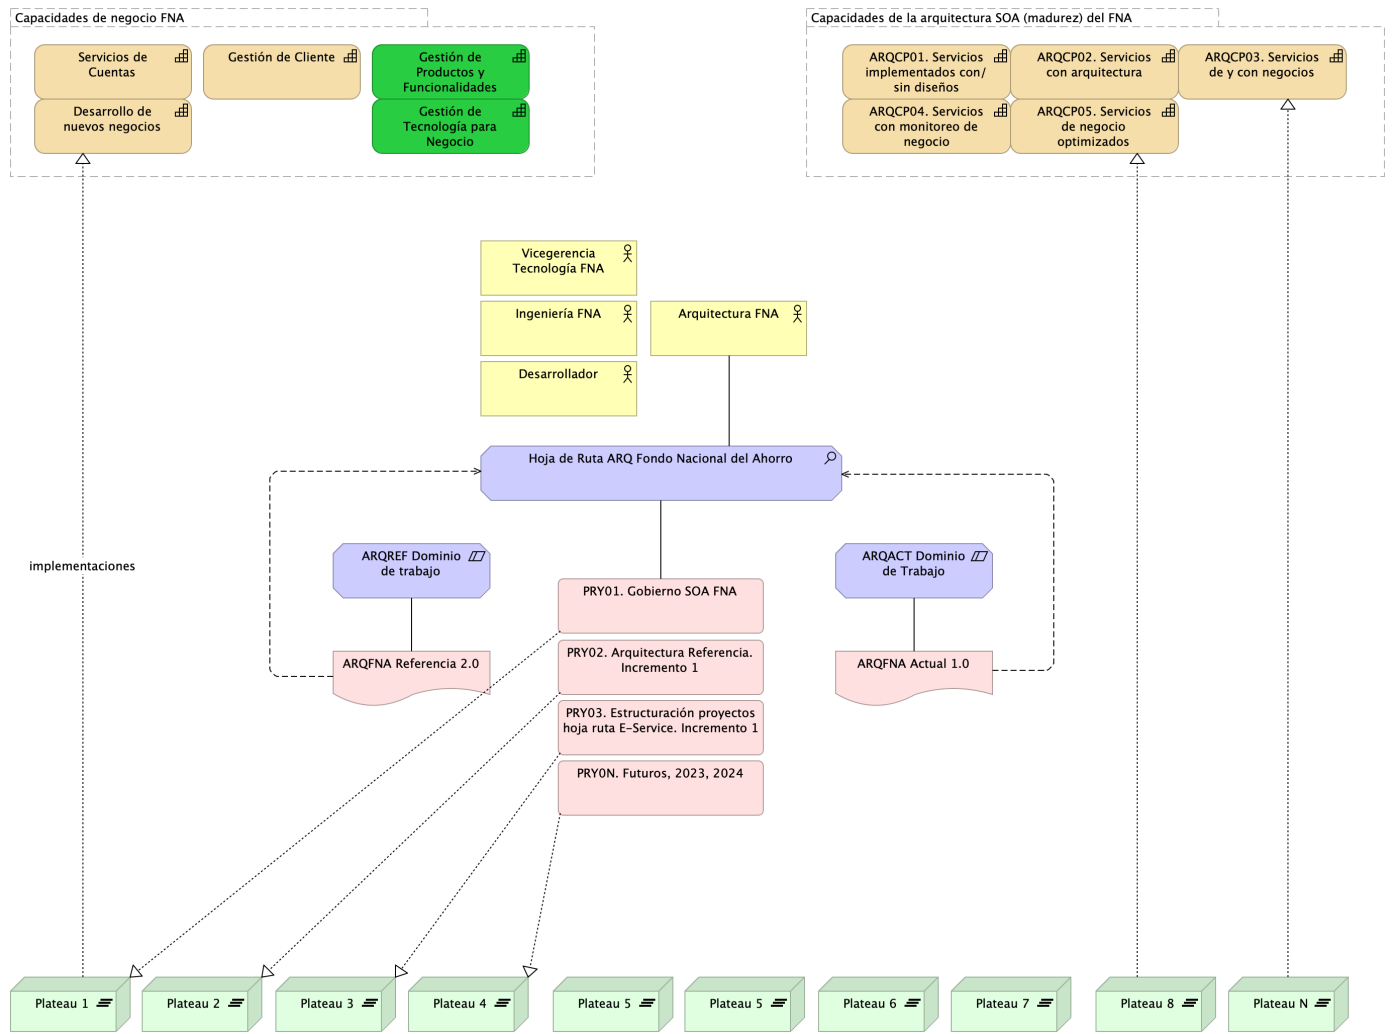 Capacidades de negocio FNA
Servicios de
Cuentas
Gestión de Cliente
Gestión de
Productos y
Funcionalidades
Desarrollo de
nuevos negocios
Gestión de
Tecnología para
Negocio
Capacidades de la arquitectura SOA (madurez) del FNA
ARQCP01. Servicios
implementados con/
sin diseños
ARQCP02. Servicios
con arquitectura
ARQCP03. Servicios
de y con negocios
ARQCP04. Servicios
con monitoreo de
negocio
ARQCP05. Servicios
de negocio
optimizados
Vicegerencia
Tecnología FNA
Ingeniería FNA
Arquitectura FNA
Desarrollador
Hoja de Ruta ARQ Fondo Nacional del Ahorro
ARQREF Dominio
de trabajo
ARQACT Dominio
de Trabajo
implementaciones
PRY01. Gobierno SOA FNA
ARQFNA Referencia 2.0
PRY02. Arquitectura Referencia.
Incremento 1
ARQFNA Actual 1.0
PRY03. Estructuración proyectos
hoja ruta E-Service. Incremento 1
PRY0N. Futuros, 2023, 2024
Plateau 1
Plateau 2
Plateau 3
Plateau 4
Plateau 5
Plateau 5
Plateau 6
Plateau 7
Plateau 8
Plateau N